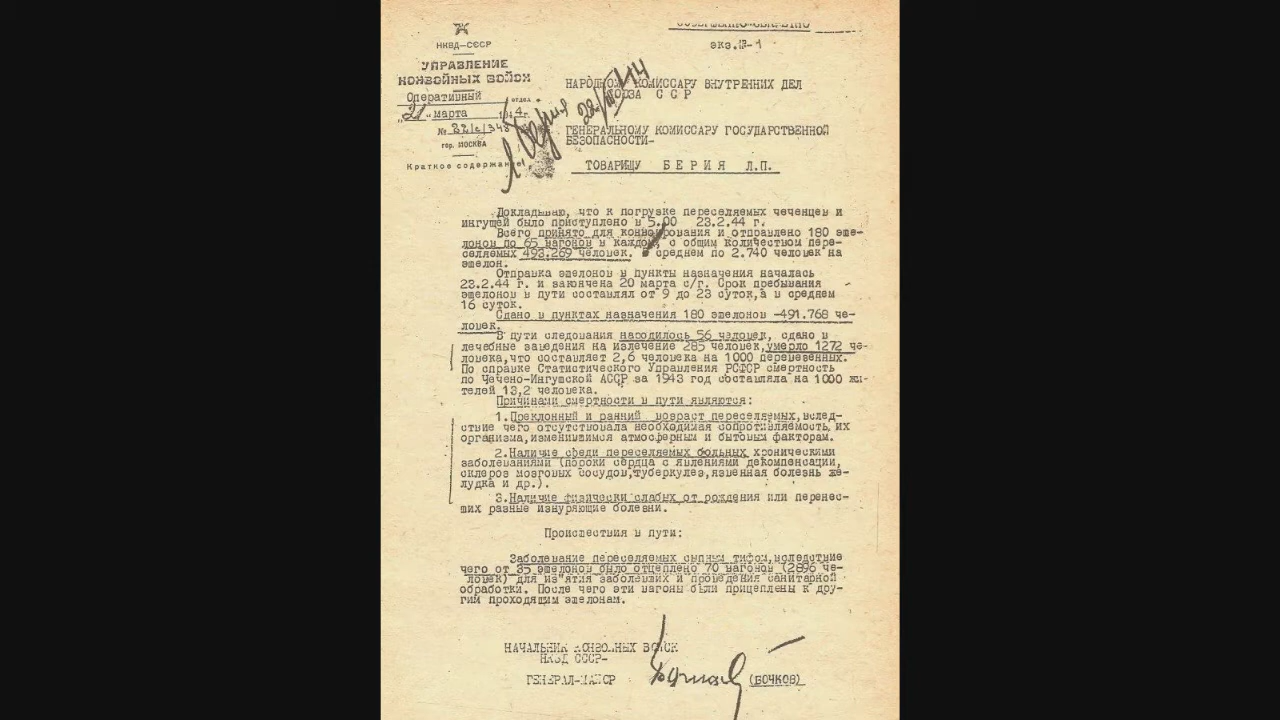 СОВЕРШЕННО-СЕКРЕТНО
экз.№-1
НКВД—СССР
УПРАВЛЕНИЕ
КОНВОЙНЫХ ВОЙСК
Оперативный отдел
"21" марта 1944 г.
№
гор. МОСКВА
Краткое содержание
Л. Берия
НАРОДНОМУ КОМИССАРУ ВНУТРЕННИХ ДЕЛ
СОЮЗА С С Р
ГЕНЕРАЛЬНОМУ КОМИССАРУ ГОСУДАРСТВЕННОЙ
БЕЗОПАСНОСТИ-
ТОВАРИЩУ Б Е Р И Я Л.П.
Докладываю, что к погрузке переселяемых чеченцев и
ингушей было приступлено в 5.00 23.2.44 г.
Всего принято для конвоирования и отправлено 180 эше-
лонов по 65 вагонов в каждом, с общим количеством пере-
селяемых 493.269 человек. В среднем по 2.740 человек на
эшелон.
Отправка эшелонов в пункты назначения началась
23.2.44 г. и закончена 20 марта с/г. Срок пребывания
эшелонов в пути составлял от 9 до 23 суток,а в среднем
16 суток.
Сдано в пунктах назначения 180 эшелонов -491.768 че-
ловек.
В пути следования народилось 56 человек, сдано в
лечебные заведения на излечение 285 человек,умерло 1272 че-
ловека,что составляет 2,6 человека на 1000 перевезенных.
По справке Статистического Управления РСФСР смертность
по Чечено-Ингушской АССР за 1943 год составляла на 1000 жи-
телей 13,2 человека.
Причинами смертности в пути являются:
1.Преклонный и ранний возраст переселяемых,вслед-
ствие чего отсутствовала необходимая сопротивляемость,их
организма,изменившимся атмосферным и бытовым факторам.
2.Наличие среди переселяемых больных хроническими
заболеваниями (пороки сердца с явлениями декомпенсации,
склероз мозговых сосудов,туберкулез,язвенная болезнь же-
лудка и др.).
3.Наличие физически слабых от рождения или перенес-
ших разные изнуряющие болезни.
Происшествия в пути:
Заболевание переселяемых сыпным тифом,вследствие
чего от 35 эшелонов было отцеплено 70 вагонов (2896 че-
ловек) для из"ятия заболевших и проведения санитарной
обработки. После чего эти вагоны были прицеплены к дру-
гим проходящим эшелонам.
НАЧАЛЬНИК КОНВОЙНЫХ ВОЙСК
НКВД СССР-
ГЕНЕРАЛ-МАЙОР (БОЧКОВ)